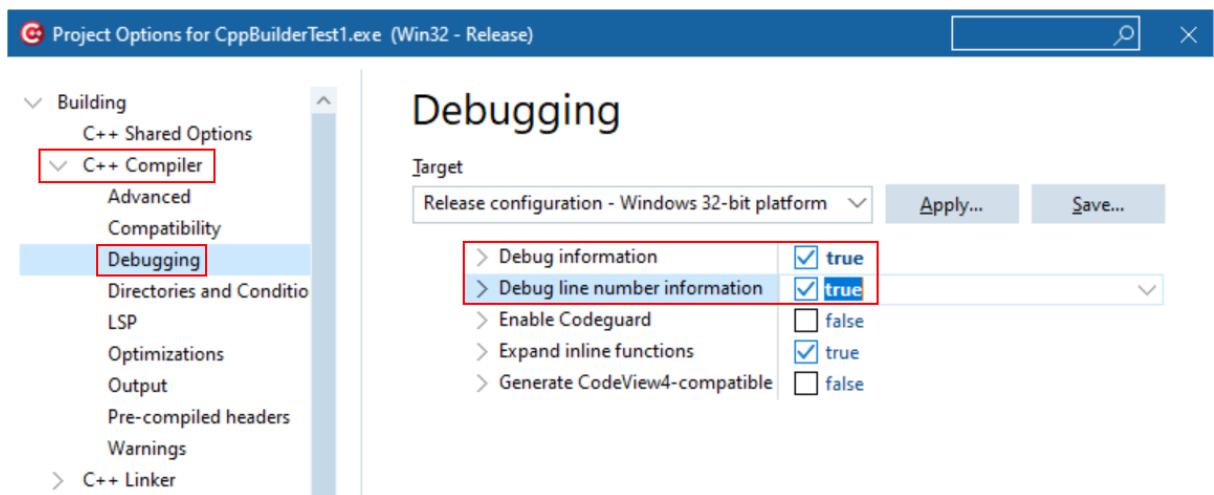 Project Options for CppBuilderTest1.exe (Win32 - Release)
Building
C++ Shared Options
C++ Compiler
Advanced
Compatibility
Debugging
Directories and Conditio
LSP
Optimizations
Output
Pre-compiled headers
Warnings
C++ Linker
Debugging
Target
Release configuration - Windows 32-bit platform
Apply...
Save...
Debug information true
Debug line number information true
Enable Codeguard false
Expand inline functions true
Generate CodeView4-compatible false